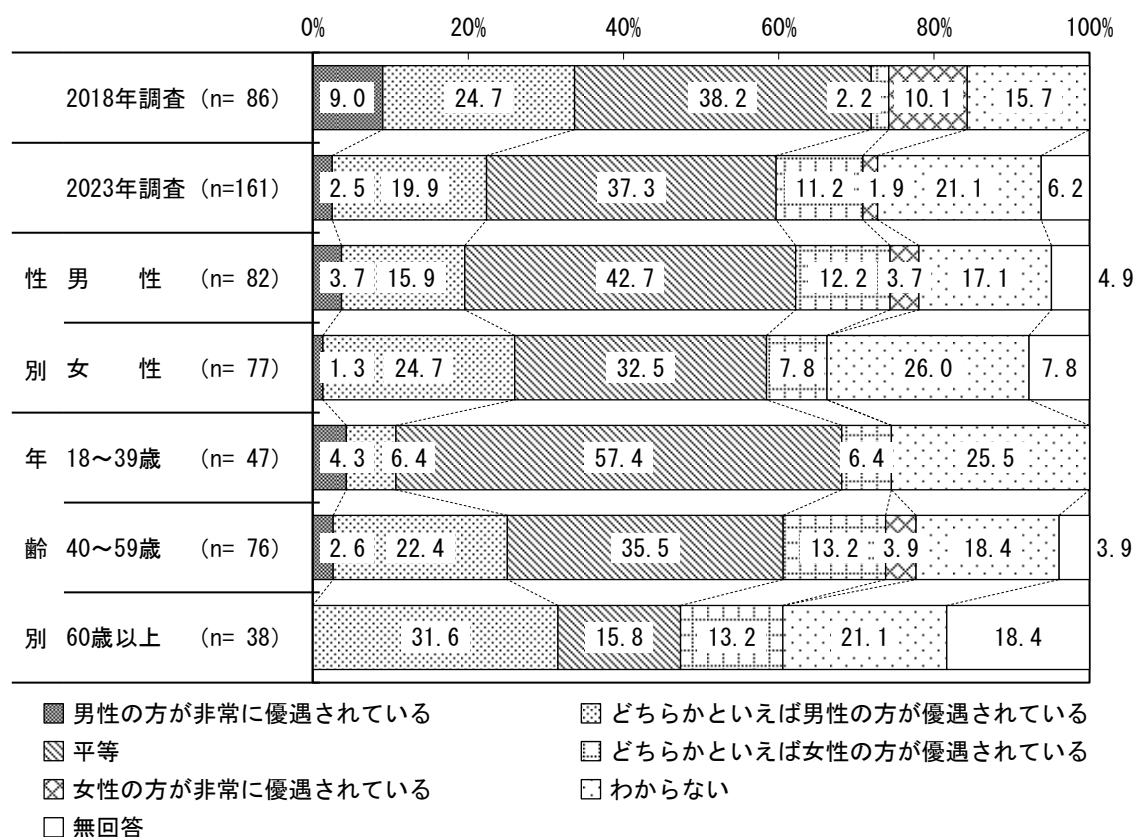 0% 20% 40% 60% 80% 100%
2018年調査 (n= 86) 9.0 24.7 38.2 2.2 10.1 15.7
2023年調査 (n=161) 2.5 19.9 37.3 11.2 1.9 21.1 6.2
性 男 性 (n= 82) 3.7 15.9 42.7 12.2 3.7 17.1 4.9
別 女 性 (n= 77) 1.3 24.7 32.5 7.8 26.0 7.8
年 18～39歳 (n= 47) 4.3 6.4 57.4 6.4 25.5
齢 40～59歳 (n= 76) 2.6 22.4 35.5 13.2 3.9 18.4 3.9
別 60歳以上 (n= 38) 31.6 15.8 13.2 21.1 18.4
男性の方が非常に優遇されている どちらかといえば男性の方が優遇されている
平等 どちらかといえば女性の方が優遇されている
女性の方が非常に優遇されている わからない
無回答